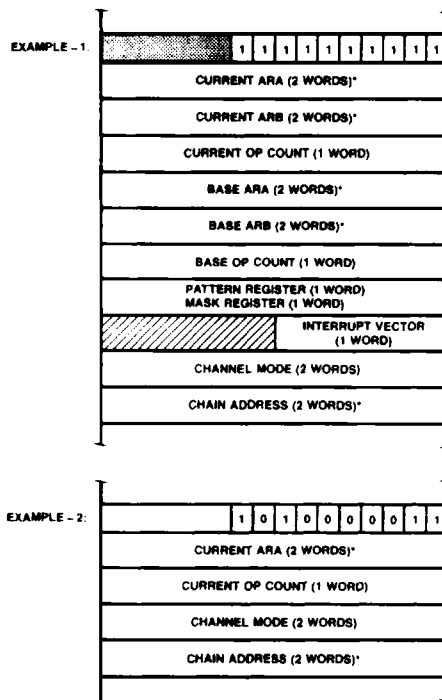 EXAMPLE – 1: 1 1 1 1 1 1 1 1 1 1
CURRENT ARA (2 WORDS)*
CURRENT ARB (2 WORDS)*
CURRENT OP COUNT (1 WORD)
BASE ARA (2 WORDS)*
BASE ARB (2 WORDS)*
BASE OP COUNT (1 WORD)
PATTERN REGISTER (1 WORD)
MASK REGISTER (1 WORD)
INTERRUPT VECTOR
(1 WORD)
CHANNEL MODE (2 WORDS)
CHAIN ADDRESS (2 WORDS)*
EXAMPLE – 2: 1 0 1 0 0 0 0 0 1 1
CURRENT ARA (2 WORDS)*
CURRENT OP COUNT (1 WORD)
CHANNEL MODE (2 WORDS)
CHAIN ADDRESS (2 WORDS)*